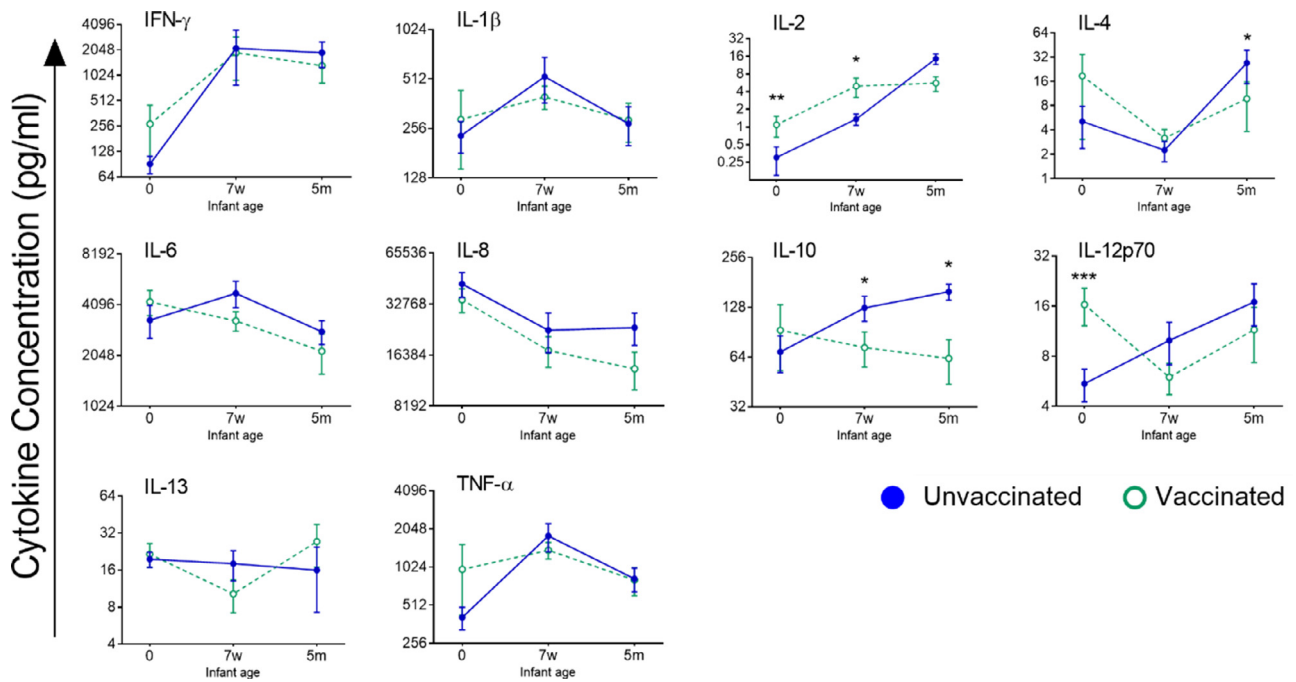 Cytokine Concentration (pg/ml)
IFN-γ
4096
2048
1024
512
256
128
64
0 7w 5m
Infant age
IL-1β
1024
512
256
128
0 7w 5m
Infant age
IL-2
32
16
8
4
2
1
0.5
0.25
** *
0 7w 5m
Infant age
IL-4
64
32
16
8
4
2
1
*
0 7w 5m
Infant age
IL-6
8192
4096
2048
1024
0 7w 5m
Infant age
IL-8
65536
32768
16384
8192
0 7w 5m
Infant age
IL-10
256
128
64
32
* *
0 7w 5m
Infant age
IL-12p70
32
16
8
4
***
0 7w 5m
Infant age
IL-13
64
32
16
8
4
0 7w 5m
Infant age
TNF-α
4096
2048
1024
512
256
0 7w 5m
Infant age
Unvaccinated Vaccinated